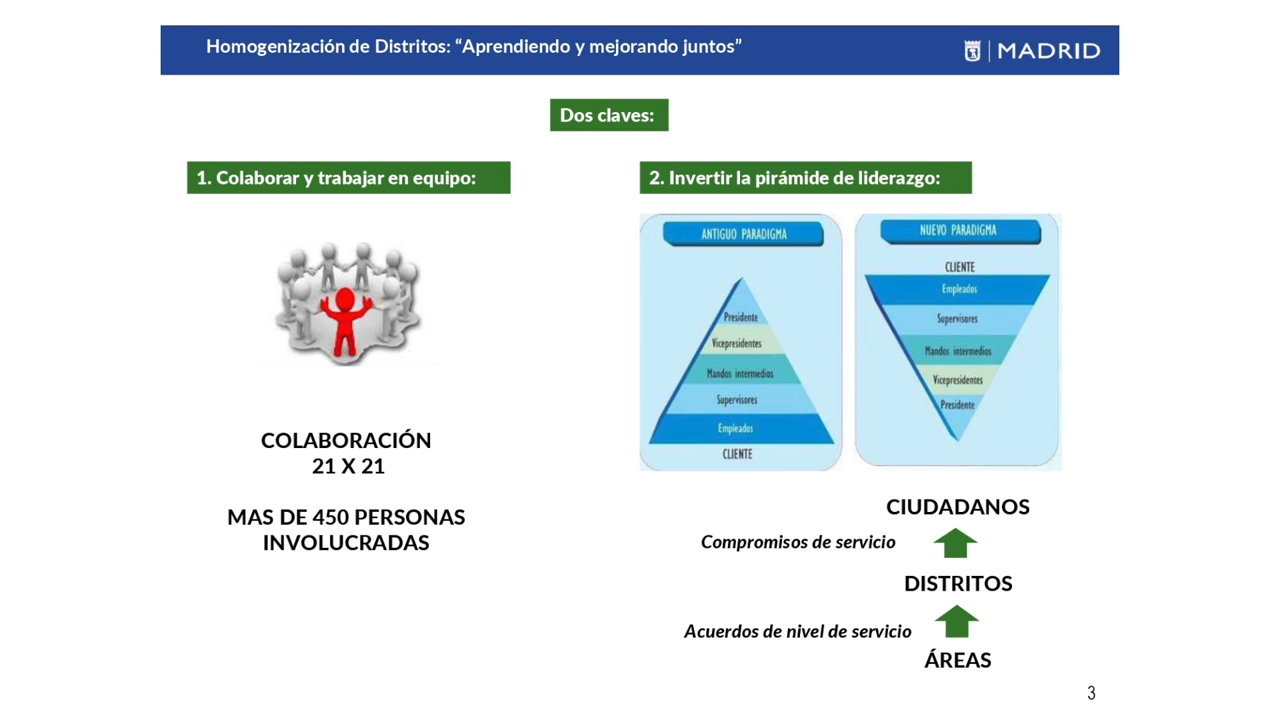 Homogenización de Distritos: “Aprendiendo y mejorando juntos”
MADRID
Dos claves:
1. Colaborar y trabajar en equipo:
COLABORACIÓN
21 X 21
MAS DE 450 PERSONAS
INVOLUCRADAS
2. Invertir la pirámide de liderazgo:
ANTIGUO PARADIGMA
Presidente
Vicepresidentes
Mandos intermedios
Supervisores
Empleados
CLIENTE
NUEVO PARADIGMA
CLIENTE
Empleados
Supervisores
Mandos intermedios
Vicepresidentes
Presidente
CIUDADANOS
Compromisos de servicio
DISTRITOS
Acuerdos de nivel de servicio
ÁREAS
3